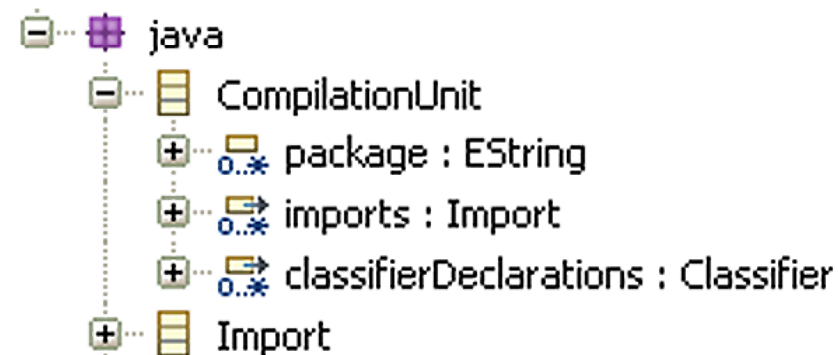 java
CompilationUnit
0..* package : EString
0..* imports : Import
0..* classifierDeclarations : Classifier
Import